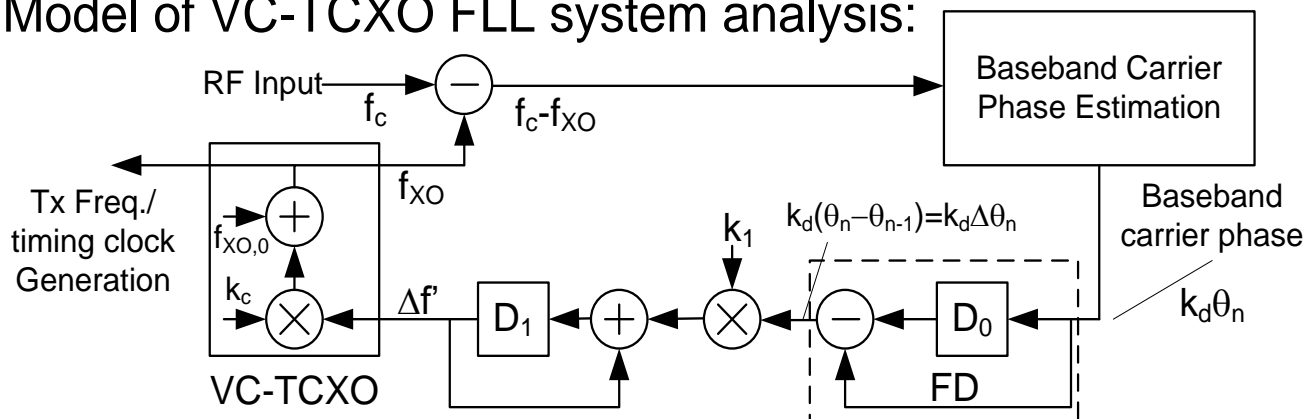 Model of VC-TCXO FLL system analysis:
RF Input
f_c
−
f_c-f_XO
Baseband Carrier
Phase Estimation
Tx Freq./
timing clock
Generation
f_XO
+
f_XO,0
k_c
×
VC-TCXO
Δf'
D_1
+
k_1
×
k_d(θ_n−θ_n-1)=k_dΔθ_n
−
D_0
FD
Baseband
carrier phase
k_dθ_n